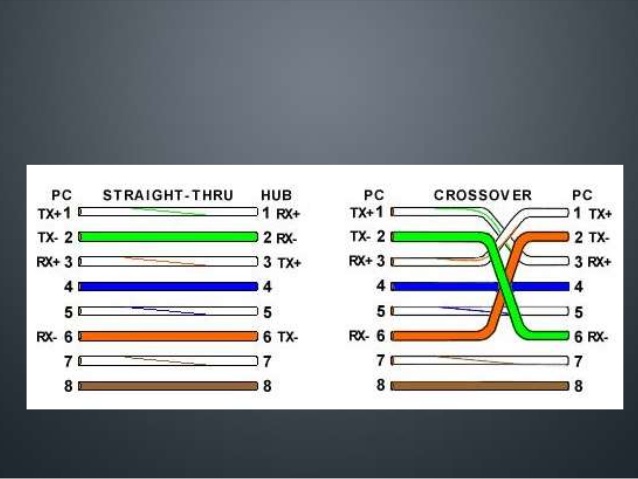 PC STRAIGHT-THRU HUB
TX+ 1 1 RX+
TX- 2 2 RX-
RX+ 3 3 TX+
4 4
5 5
RX- 6 6 TX-
7 7
8 8
PC CROSSOVER PC
TX+ 1 1 TX+
TX- 2 2 TX-
RX+ 3 3 RX+
4 4
5 5
RX- 6 6 RX-
7 7
8 8